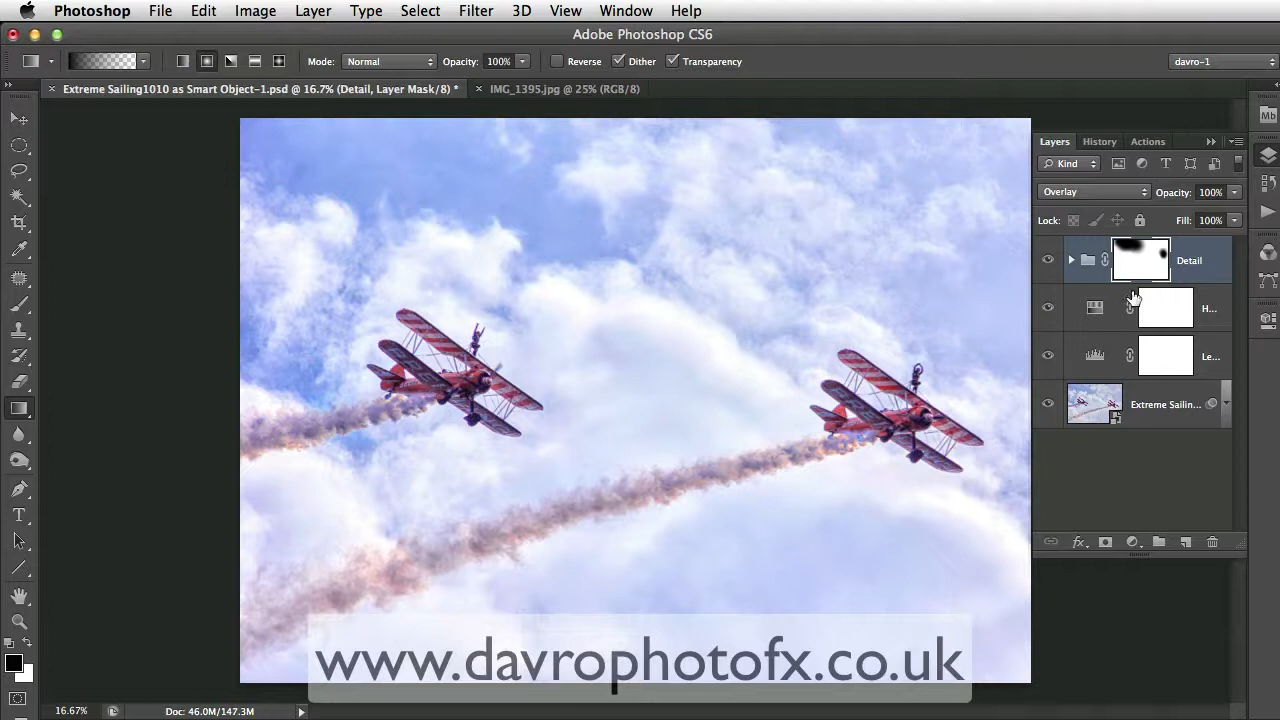 Photoshop File Edit Image Layer Type Select Filter 3D View Window Help
Adobe Photoshop CS6
Mode: Normal Opacity: 100% Reverse Dither Transparency davro-1
Extreme Sailing1010 as Smart Object-1.psd @ 16.7% (Detail, Layer Mask/8) * IMG_1395.jpg @ 25% (RGB/8)
Mb
Layers History Actions
Kind
Overlay Opacity: 100%
Lock: Fill: 100%
Detail
H...
Le...
Extreme Sailin...
fx
www.davrophotofx.co.uk
16.67% Doc: 46.0M/147.3M